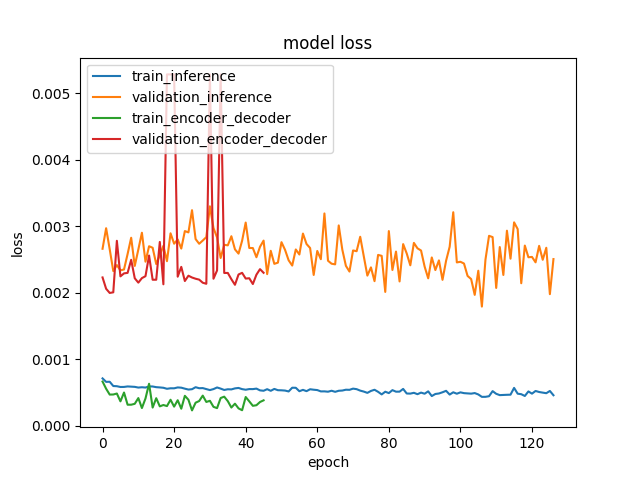 model loss
train_inference
validation_inference
train_encoder_decoder
validation_encoder_decoder
loss
0.005
0.004
0.003
0.002
0.001
0.000
0 20 40 60 80 100 120
epoch